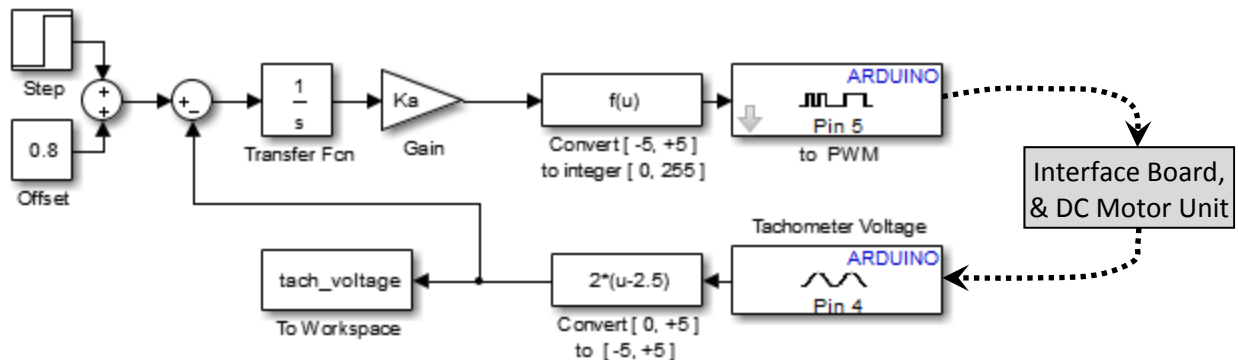 Step
0.8
Offset
+
+
+
-
1
s
Transfer Fcn
Ka
Gain
f(u)
Convert [ -5, +5 ]
to integer [ 0, 255 ]
ARDUINO
Pin 5
to PWM
Interface Board,
& DC Motor Unit
Tachometer Voltage
ARDUINO
Pin 4
2*(u-2.5)
Convert [ 0, +5 ]
to [ -5, +5 ]
tach_voltage
To Workspace